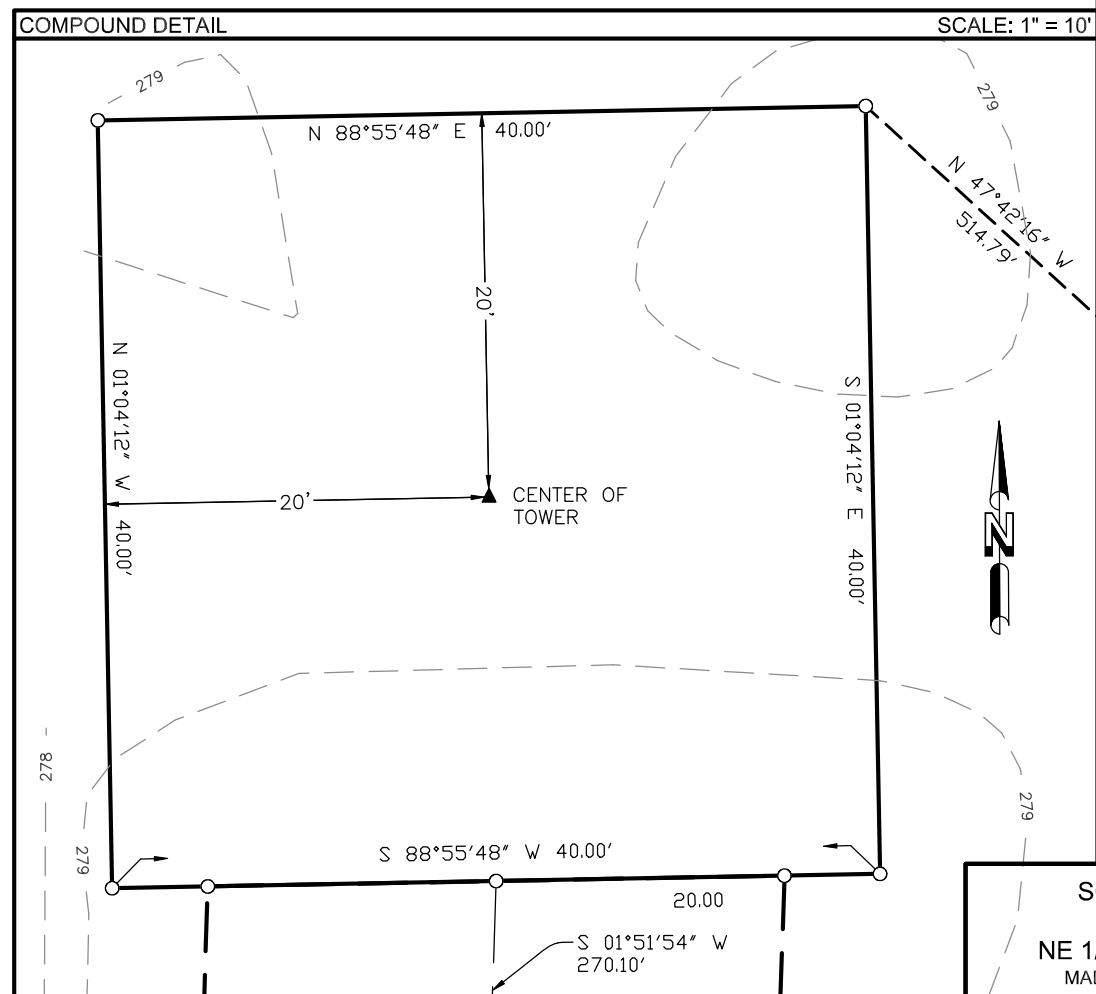 COMPOUND DETAIL
SCALE: 1" = 10'
279
279
N 88°55'48" E 40.00'
N 47°42'16" W
514.79'
20'
N 01°04'12" W 40.00'
S 01°04'12" E 40.00'
20'
CENTER OF
TOWER
N
278
279
279
S 88°55'48" W 40.00'
20.00
S 01°51'54" W
270.10'
NE 1/